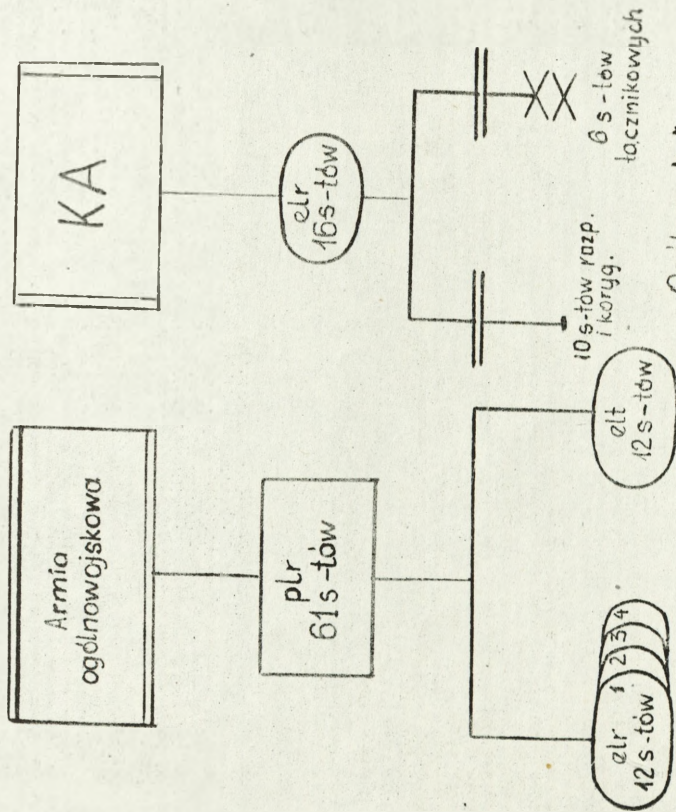 Armia
ogólnowojskowa
plr
61 s-tów
elr 1 2 3 4
12 s-tów
elt
12 s-tów
KA
elr
16 s-tów
10 s-tów rozp.
i koryg.
6 s-tów
łącznikowych